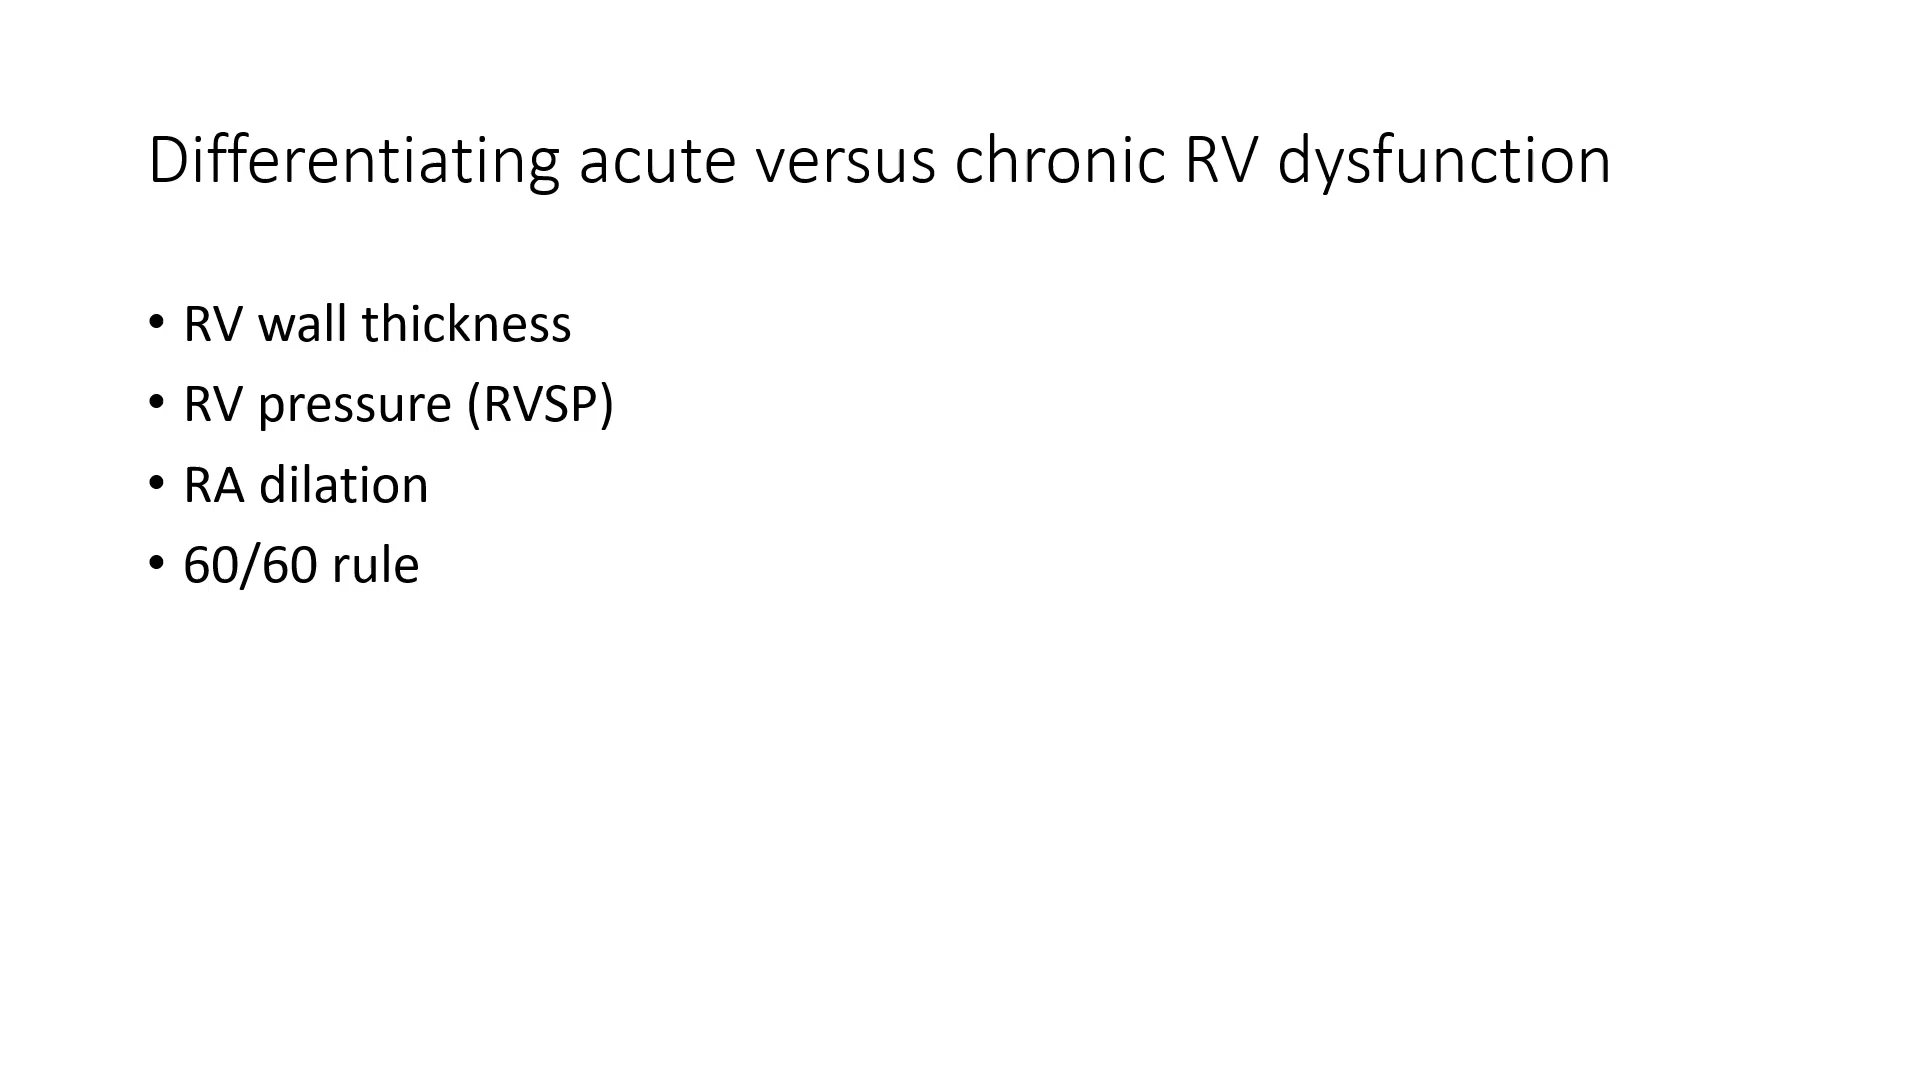 Differentiating acute versus chronic RV dysfunction
• RV wall thickness
• RV pressure (RVSP)
• RA dilation
• 60/60 rule